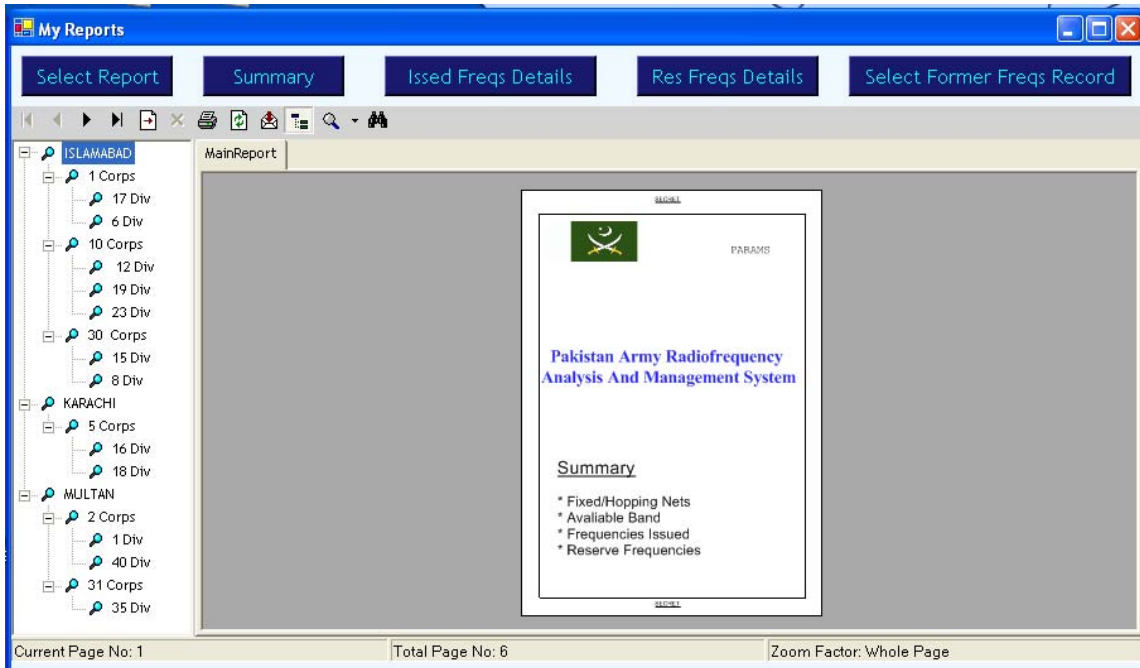 My Reports
Select Report
Summary
Issed Freqs Details
Res Freqs Details
Select Former Freqs Record
ISLAMABAD
1 Corps
17 Div
6 Div
10 Corps
12 Div
19 Div
23 Div
30 Corps
15 Div
8 Div
KARACHI
5 Corps
16 Div
18 Div
MULTAN
2 Corps
1 Div
40 Div
31 Corps
35 Div
MainReport
SECRET
PARAMS
Pakistan Army Radiofrequency
Analysis And Management System
Summary
* Fixed/Hopping Nets
* Avaliable Band
* Frequencies Issued
* Reserve Frequencies
SECRET
Current Page No: 1
Total Page No: 6
Zoom Factor: Whole Page